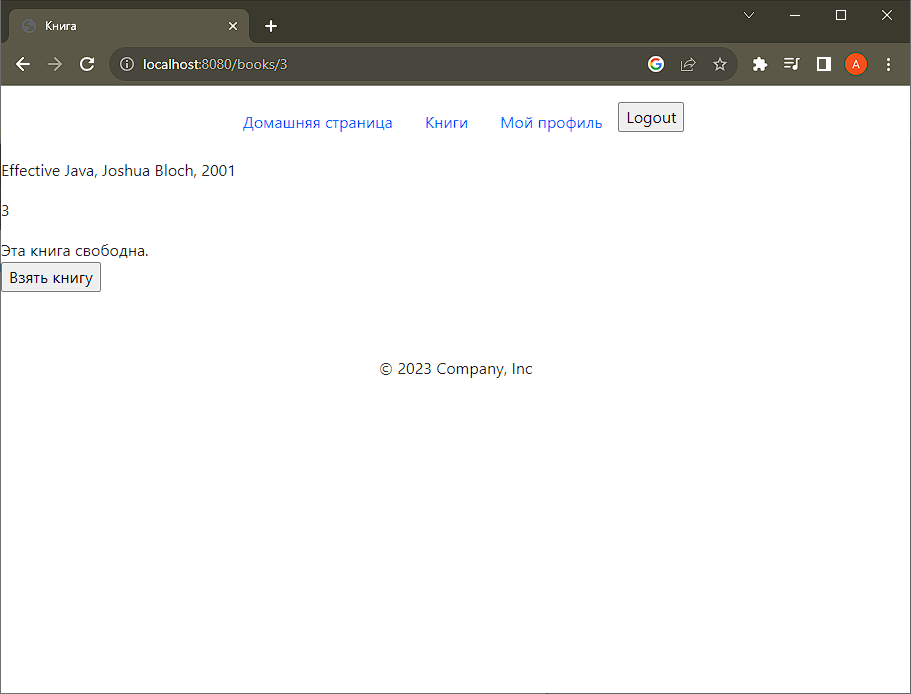 Книга
localhost:8080/books/3
A
Домашняя страница Книги Мой профиль Logout
Effective Java, Joshua Bloch, 2001
3
Эта книга свободна.
Взять книгу
© 2023 Company, Inc